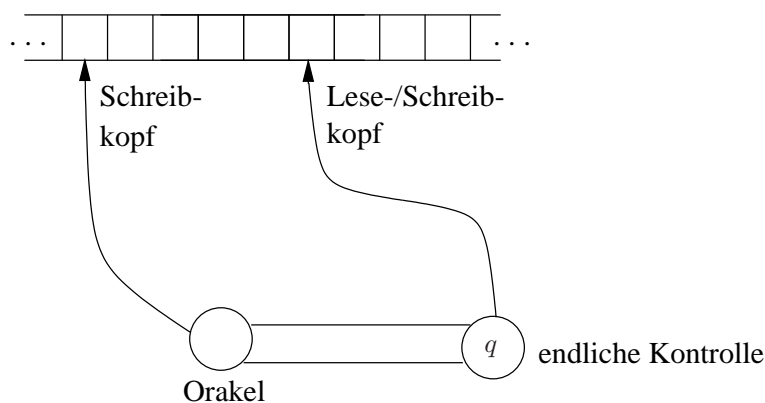 . . .
. . .
Schreib-
kopf
Lese-/Schreib-
kopf
q
endliche Kontrolle
Orakel